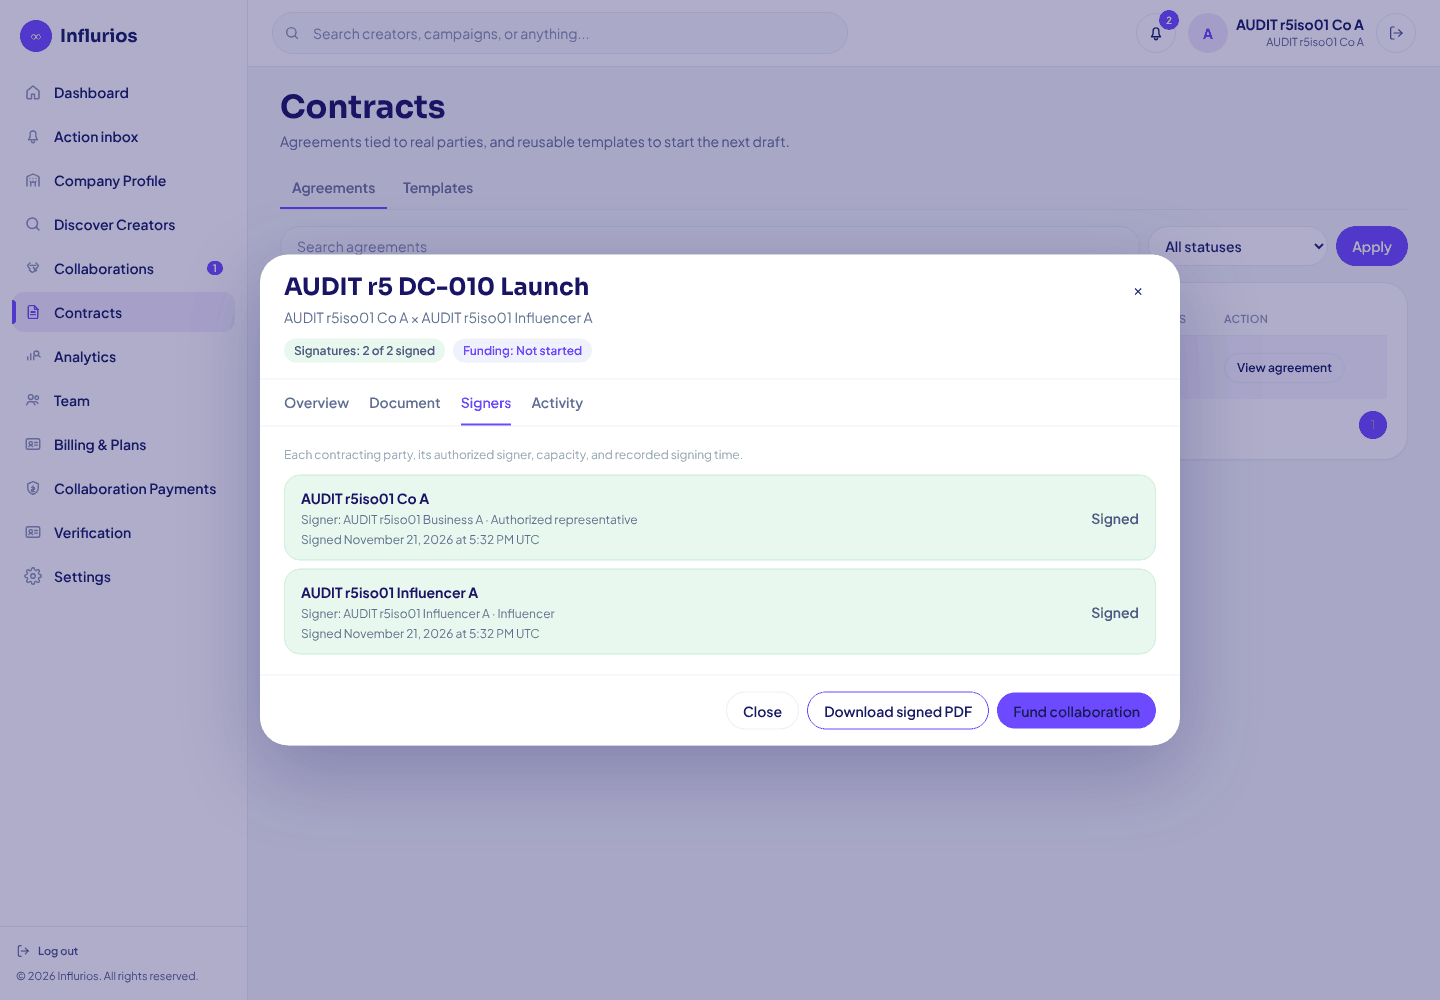 Influrios
Search creators, campaigns, or anything...
2
A
AUDIT r5iso01 Co A
AUDIT r5iso01 Co A
Dashboard
Action inbox
Company Profile
Discover Creators
Collaborations
1
Contracts
Analytics
Team
Billing & Plans
Collaboration Payments
Verification
Settings
Log out
© 2026 Influrios. All rights reserved.
Contracts
Agreements tied to real parties, and reusable templates to start the next draft.
Agreements
Templates
Search agreements
All statuses
Apply
ACTION
View agreement
1
AUDIT r5 DC-010 Launch
×
AUDIT r5iso01 Co A × AUDIT r5iso01 Influencer A
Signatures: 2 of 2 signed
Funding: Not started
Overview
Document
Signers
Activity
Each contracting party, its authorized signer, capacity, and recorded signing time.
AUDIT r5iso01 Co A
Signer: AUDIT r5iso01 Business A · Authorized representative
Signed November 21, 2026 at 5:32 PM UTC
Signed
AUDIT r5iso01 Influencer A
Signer: AUDIT r5iso01 Influencer A · Influencer
Signed November 21, 2026 at 5:32 PM UTC
Signed
Close
Download signed PDF
Fund collaboration